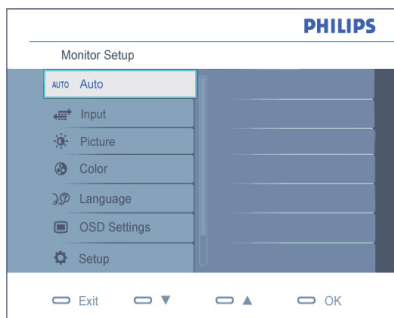 PHILIPS
Monitor Setup
AUTO Auto
Input
Picture
Color
Language
OSD Settings
Setup
Exit ▼ ▲ OK